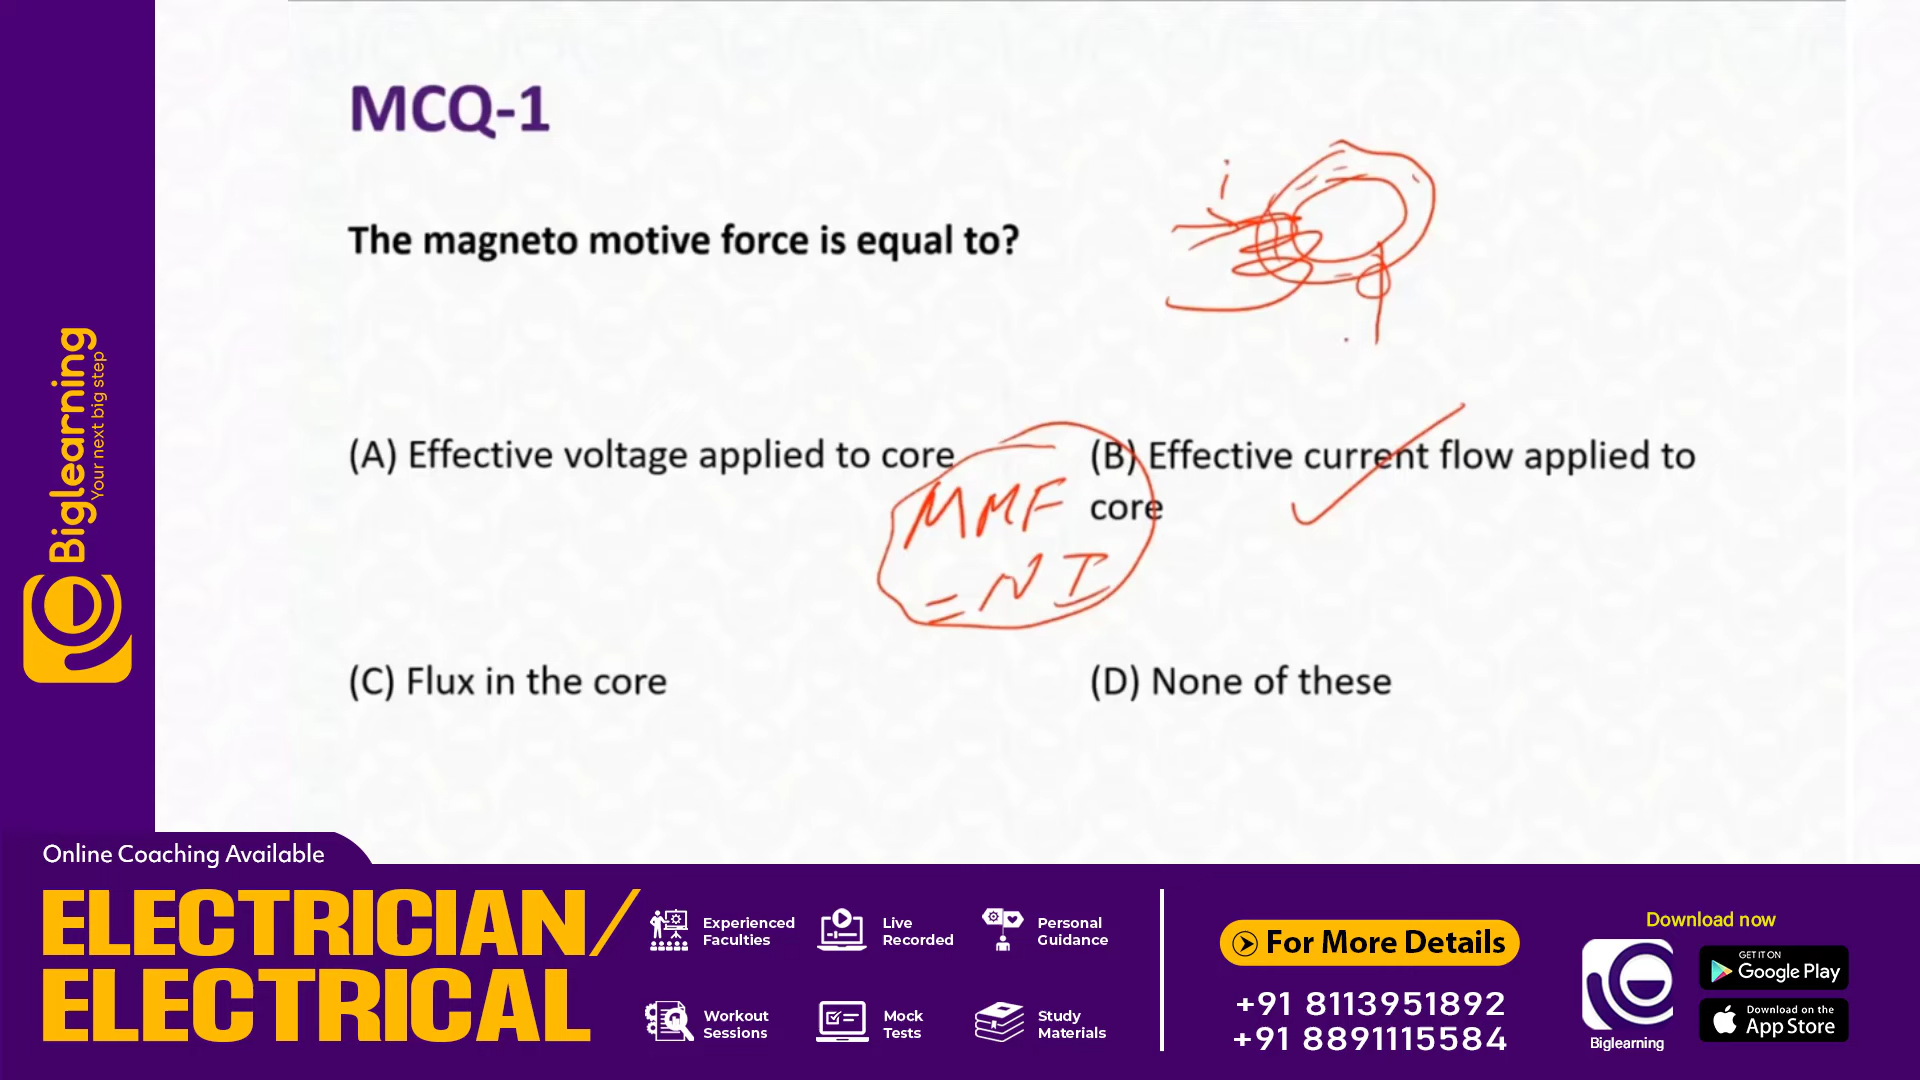 MCQ-1
The magneto motive force is equal to?
i
(A) Effective voltage applied to core
(B) Effective current flow applied to
core
MMF
= NI
(C) Flux in the core
(D) None of these
Biglearning
Your next big step
Online Coaching Available
ELECTRICIAN/
ELECTRICAL
Experienced
Faculties
Live
Recorded
Personal
Guidance
Workout
Sessions
Mock
Tests
Study
Materials
For More Details
+91 8113951892
+91 8891115584
Download now
Biglearning
GET IT ON
Google Play
Download on the
App Store